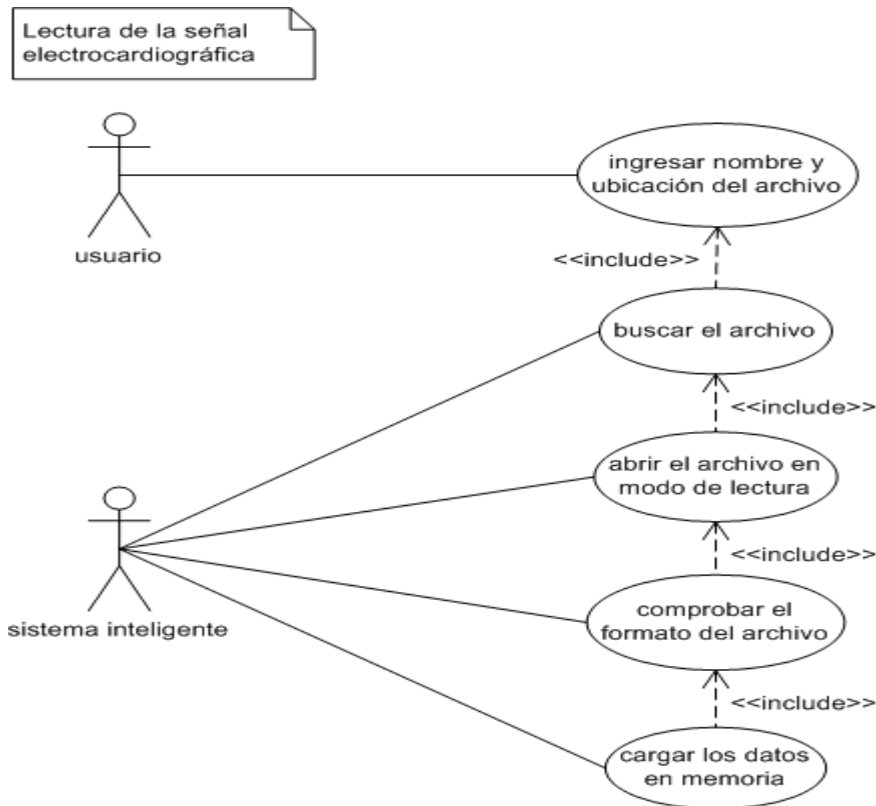 Lectura de la señal
electrocardiográfica
ingresar nombre y
ubicación del archivo
usuario
<<include>>
buscar el archivo
<<include>>
abrir el archivo en
modo de lectura
<<include>>
comprobar el
formato del archivo
sistema inteligente
<<include>>
cargar los datos
en memoria